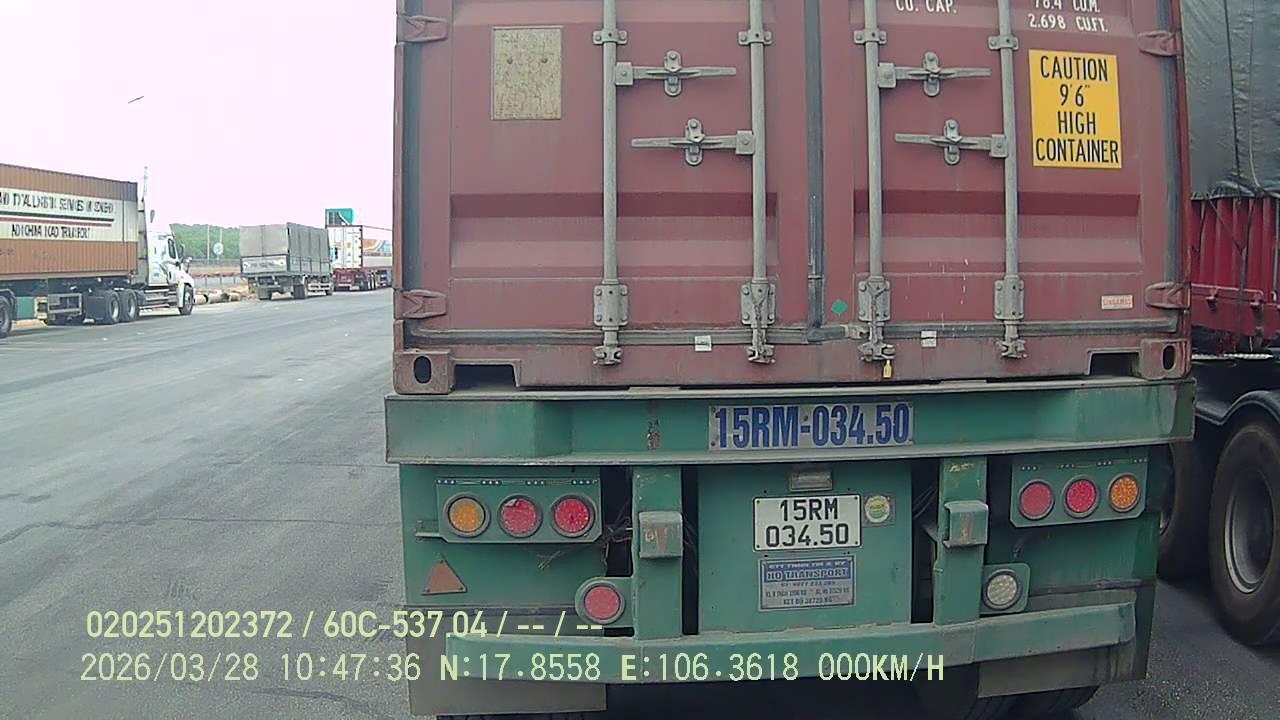 CU. CAP.
76.4 CU.M.
2.698 CU.FT.
CAUTION
9'6"
HIGH
CONTAINER
15RM-034.50
15RM
034.50
HQ TRANSPORT
020251202372 / 60C-537.04 / -- / --
2026/03/28 10:47:36 N:17.8558 E:106.3618 000KM/H